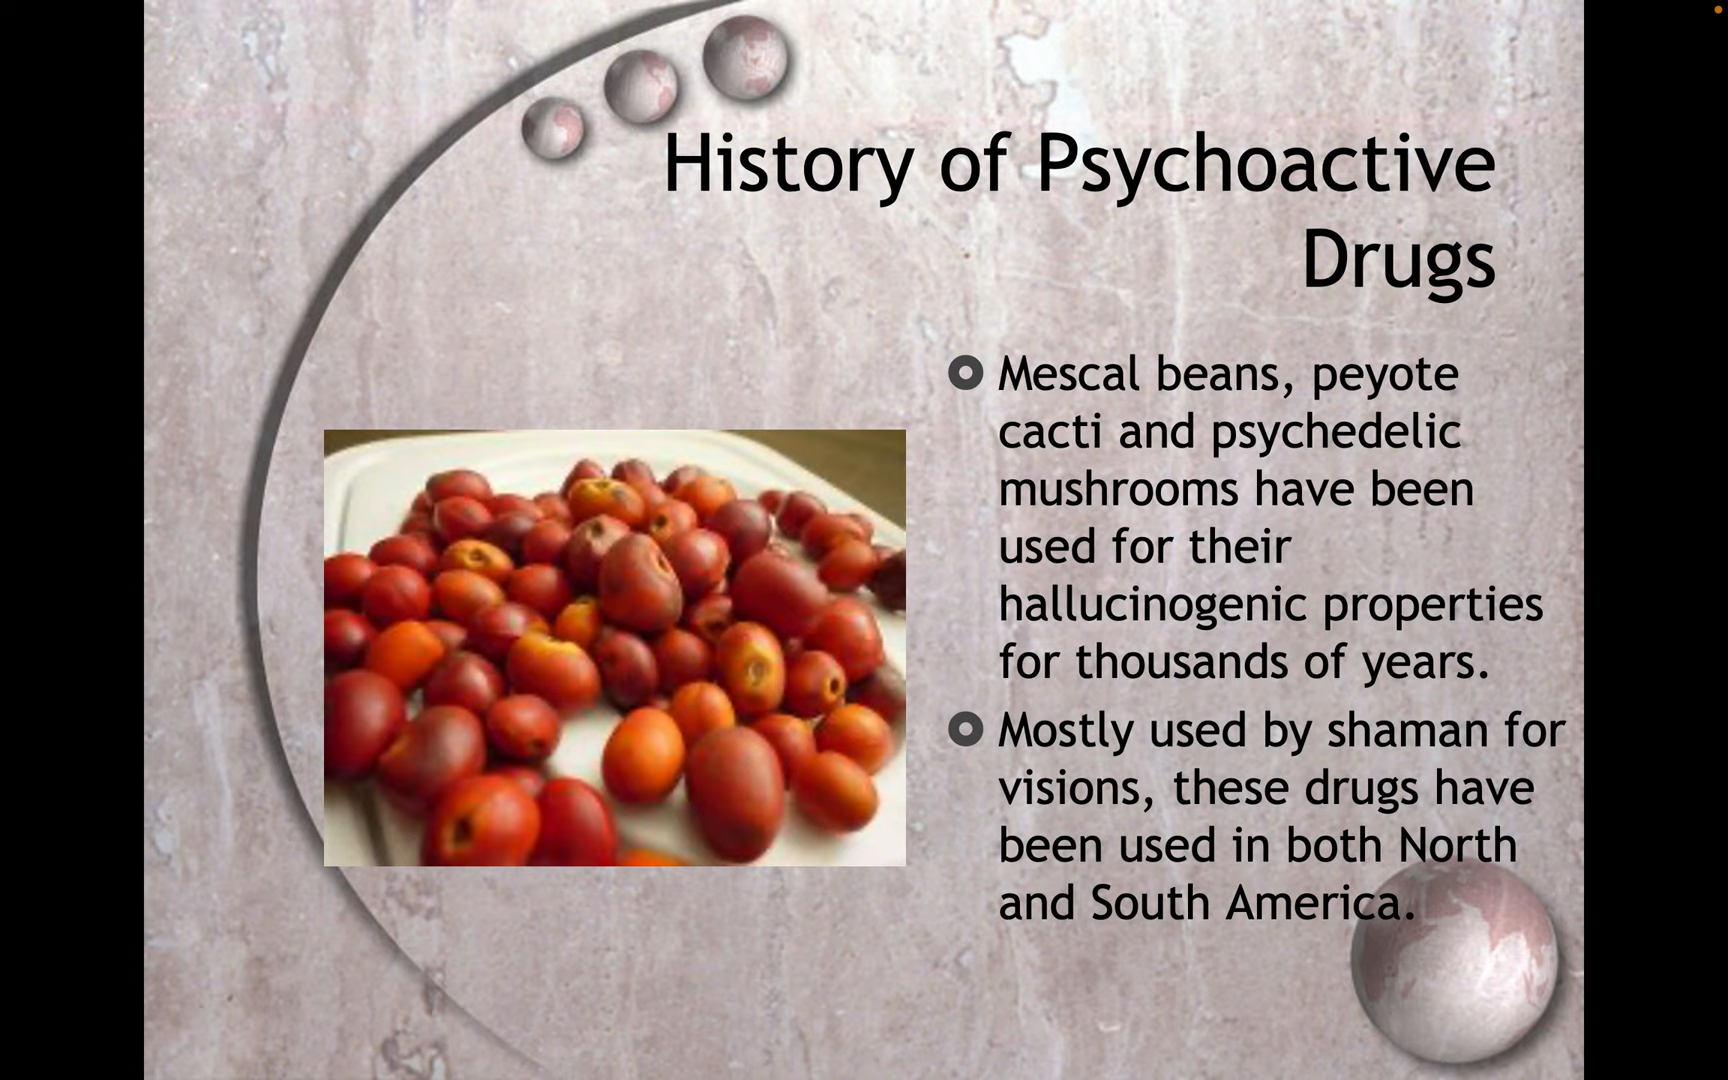 History of Psychoactive
Drugs
Mescal beans, peyote
cacti and psychedelic
mushrooms have been
used for their
hallucinogenic properties
for thousands of years.
Mostly used by shaman for
visions, these drugs have
been used in both North
and South America.